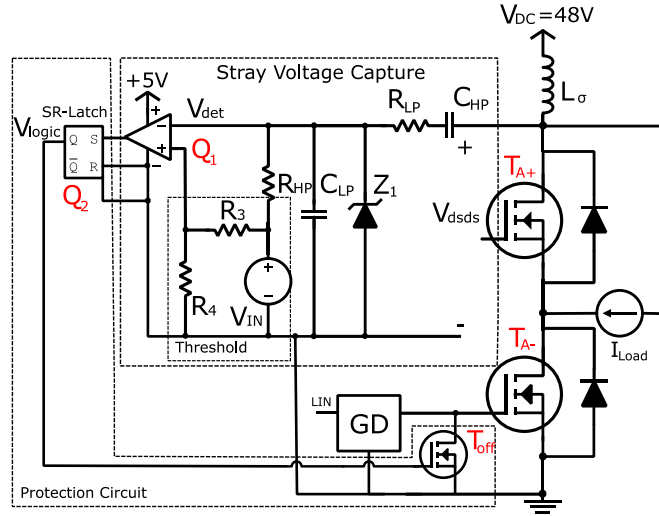 V_DC=48V
Stray Voltage Capture
+5V
R_LP
C_HP
L_σ
SR-Latch
V_det
+
-
+
-
+
V_logic
Q
S
Q̅
R
Q_1
Q_2
T_A+
R_HP
C_LP
Z_1
V_dsds
R_3
+
-
R_4
V_IN
-
Threshold
T_A-
I_Load
LIN
GD
T_off
Protection Circuit